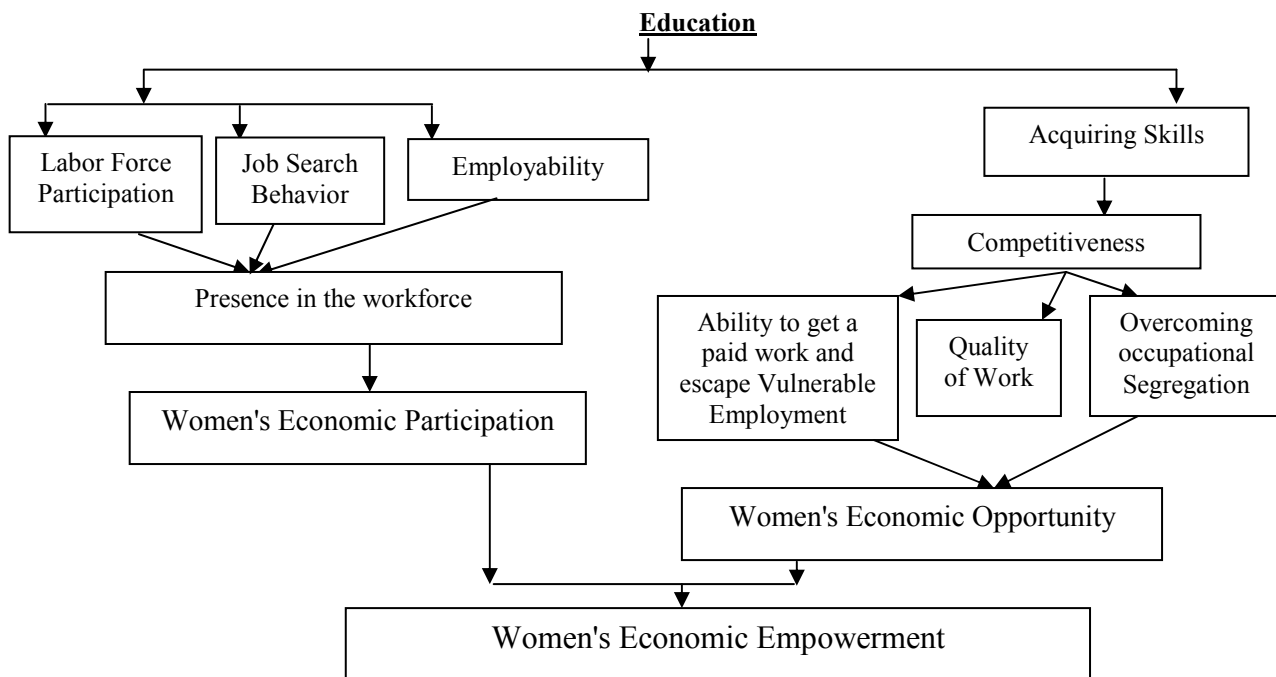 Education
Labor Force
Participation
Job Search
Behavior
Employability
Presence in the workforce
Women's Economic Participation
Acquiring Skills
Competitiveness
Ability to get a
paid work and
escape Vulnerable
Employment
Quality
of Work
Overcoming
occupational
Segregation
Women's Economic Opportunity
Women's Economic Empowerment